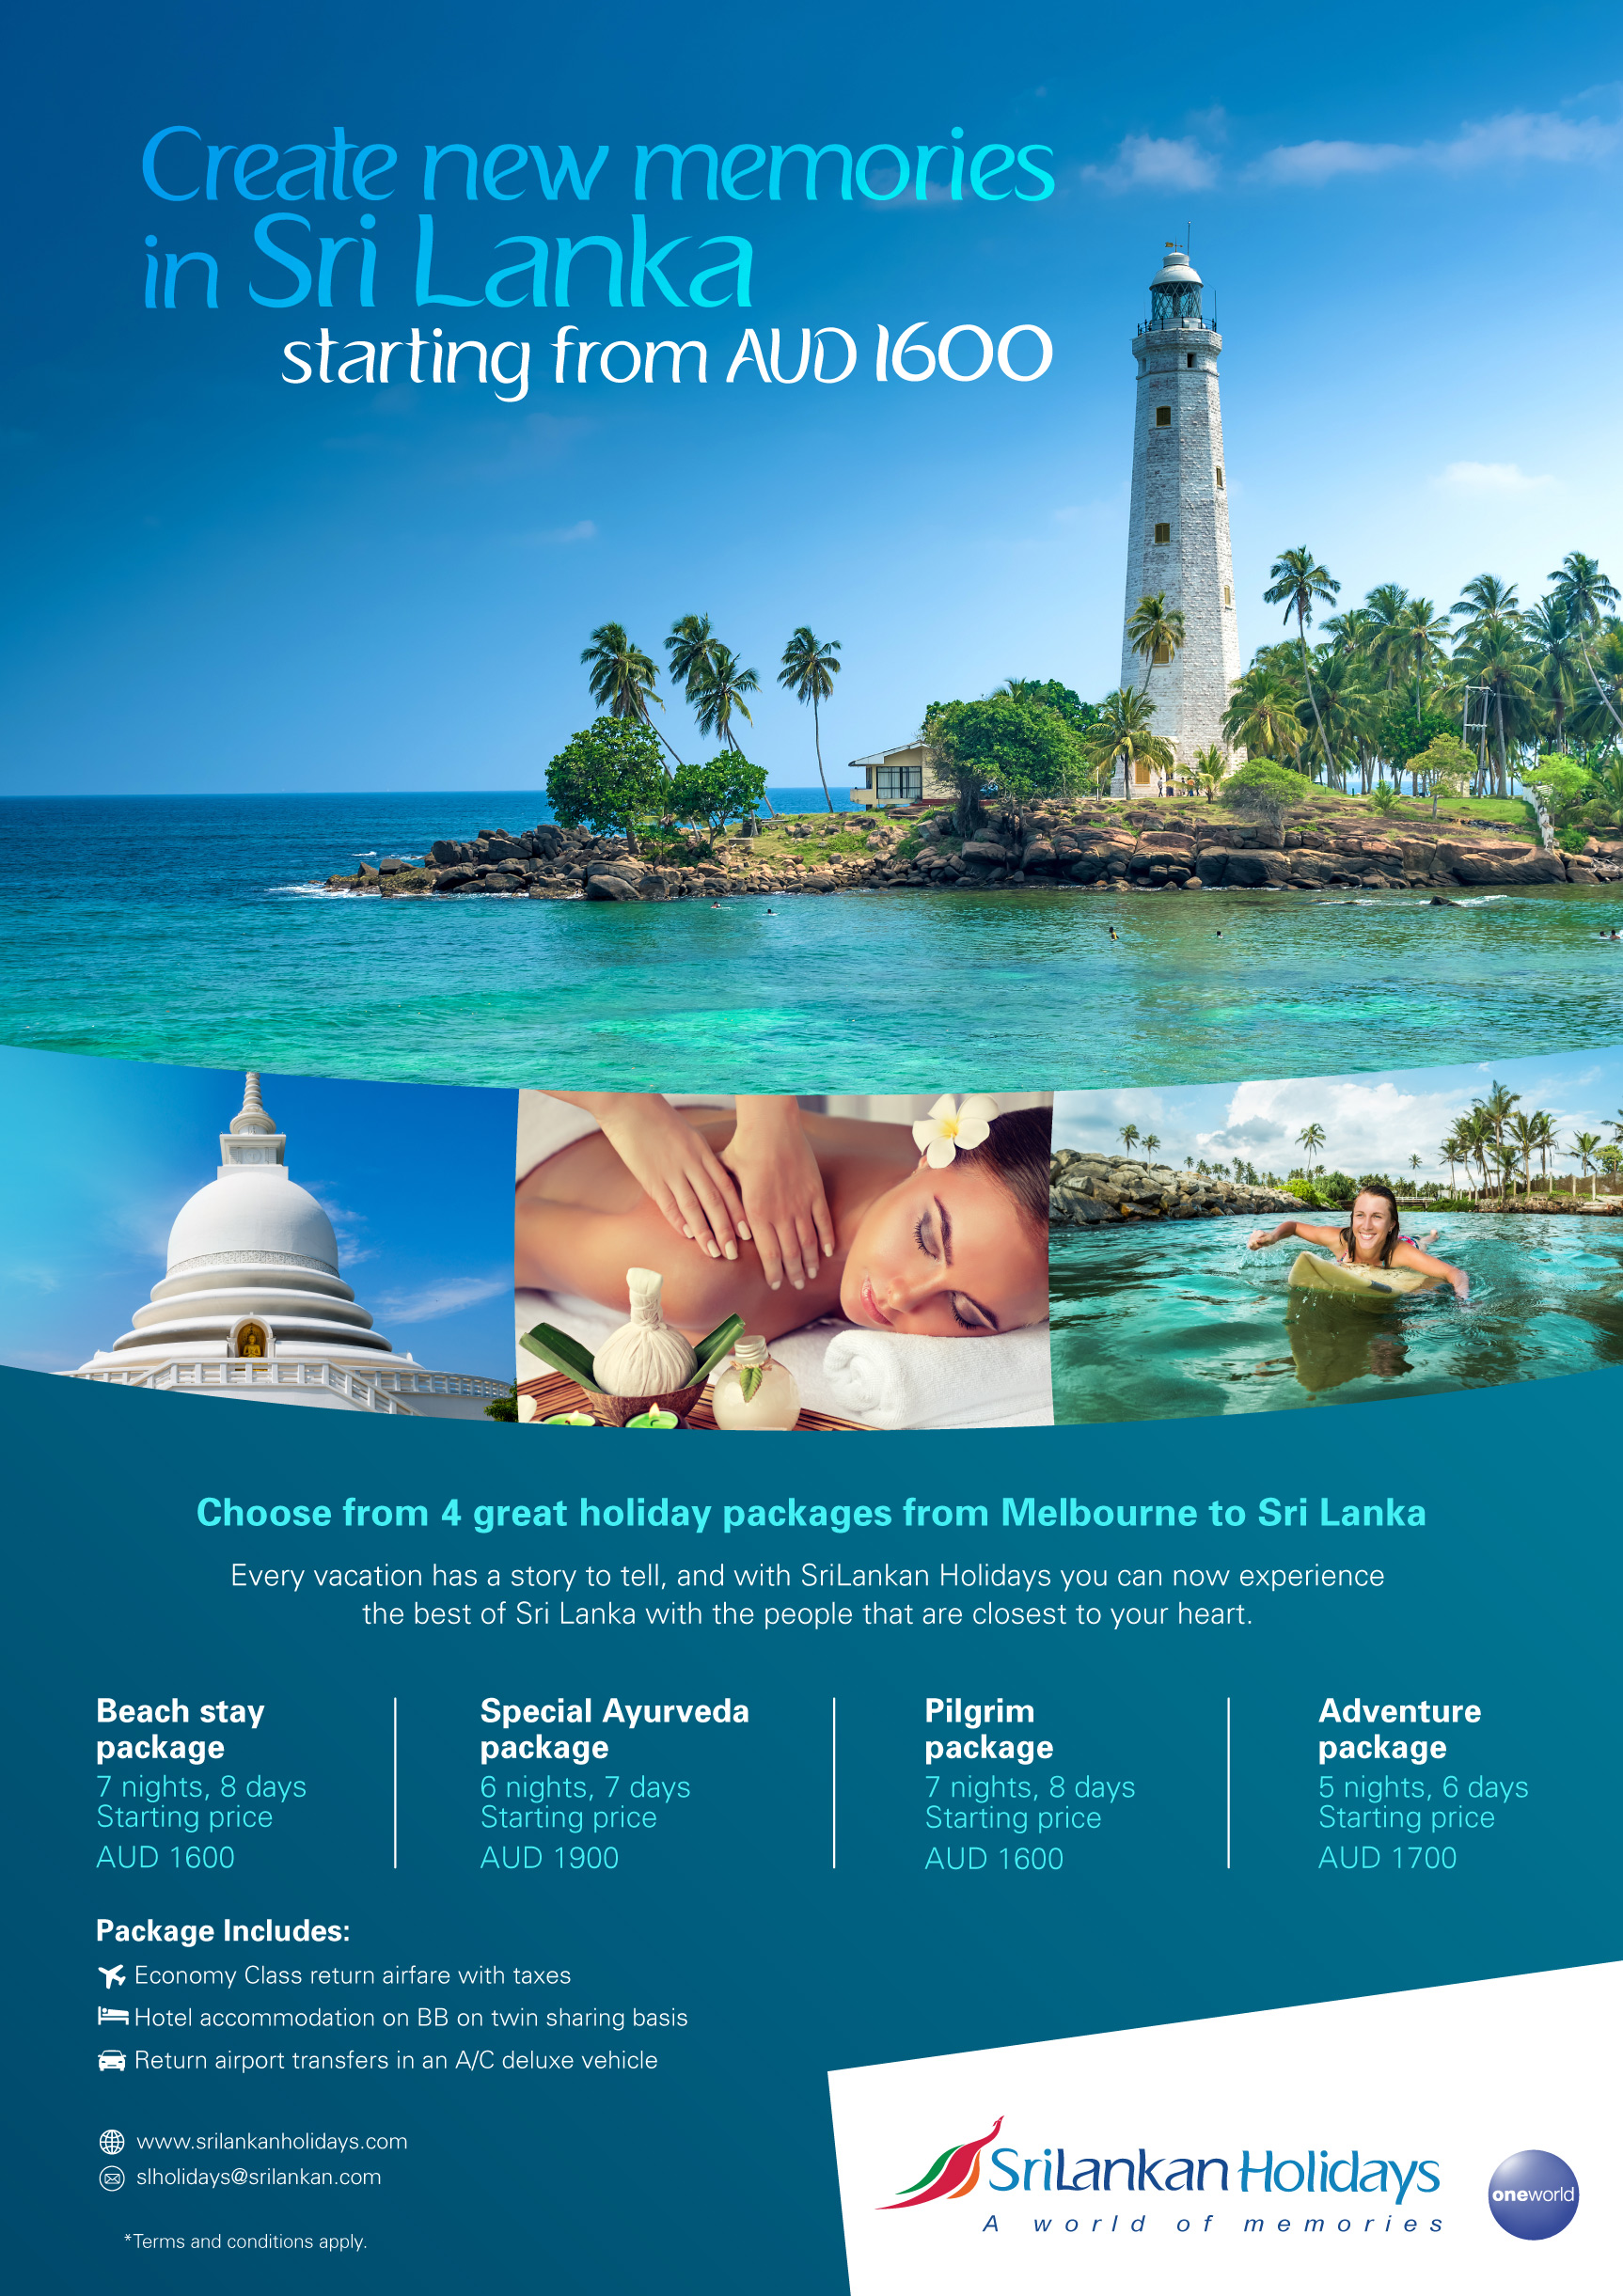 Create new memories
in Sri Lanka
starting from AUD 1600
Choose from 4 great holiday packages from Melbourne to Sri Lanka
Every vacation has a story to tell, and with SriLankan Holidays you can now experience
the best of Sri Lanka with the people that are closest to your heart.
Beach stay
package
7 nights, 8 days
Starting price
AUD 1600
Special Ayurveda
package
6 nights, 7 days
Starting price
AUD 1900
Pilgrim
package
7 nights, 8 days
Starting price
AUD 1600
Adventure
package
5 nights, 6 days
Starting price
AUD 1700
Package Includes:
Economy Class return airfare with taxes
Hotel accommodation on BB on twin sharing basis
Return airport transfers in an A/C deluxe vehicle
www.srilankanholidays.com
slholidays@srilankan.com
*Terms and conditions apply.
SriLankan Holidays
A world of memories
oneworld